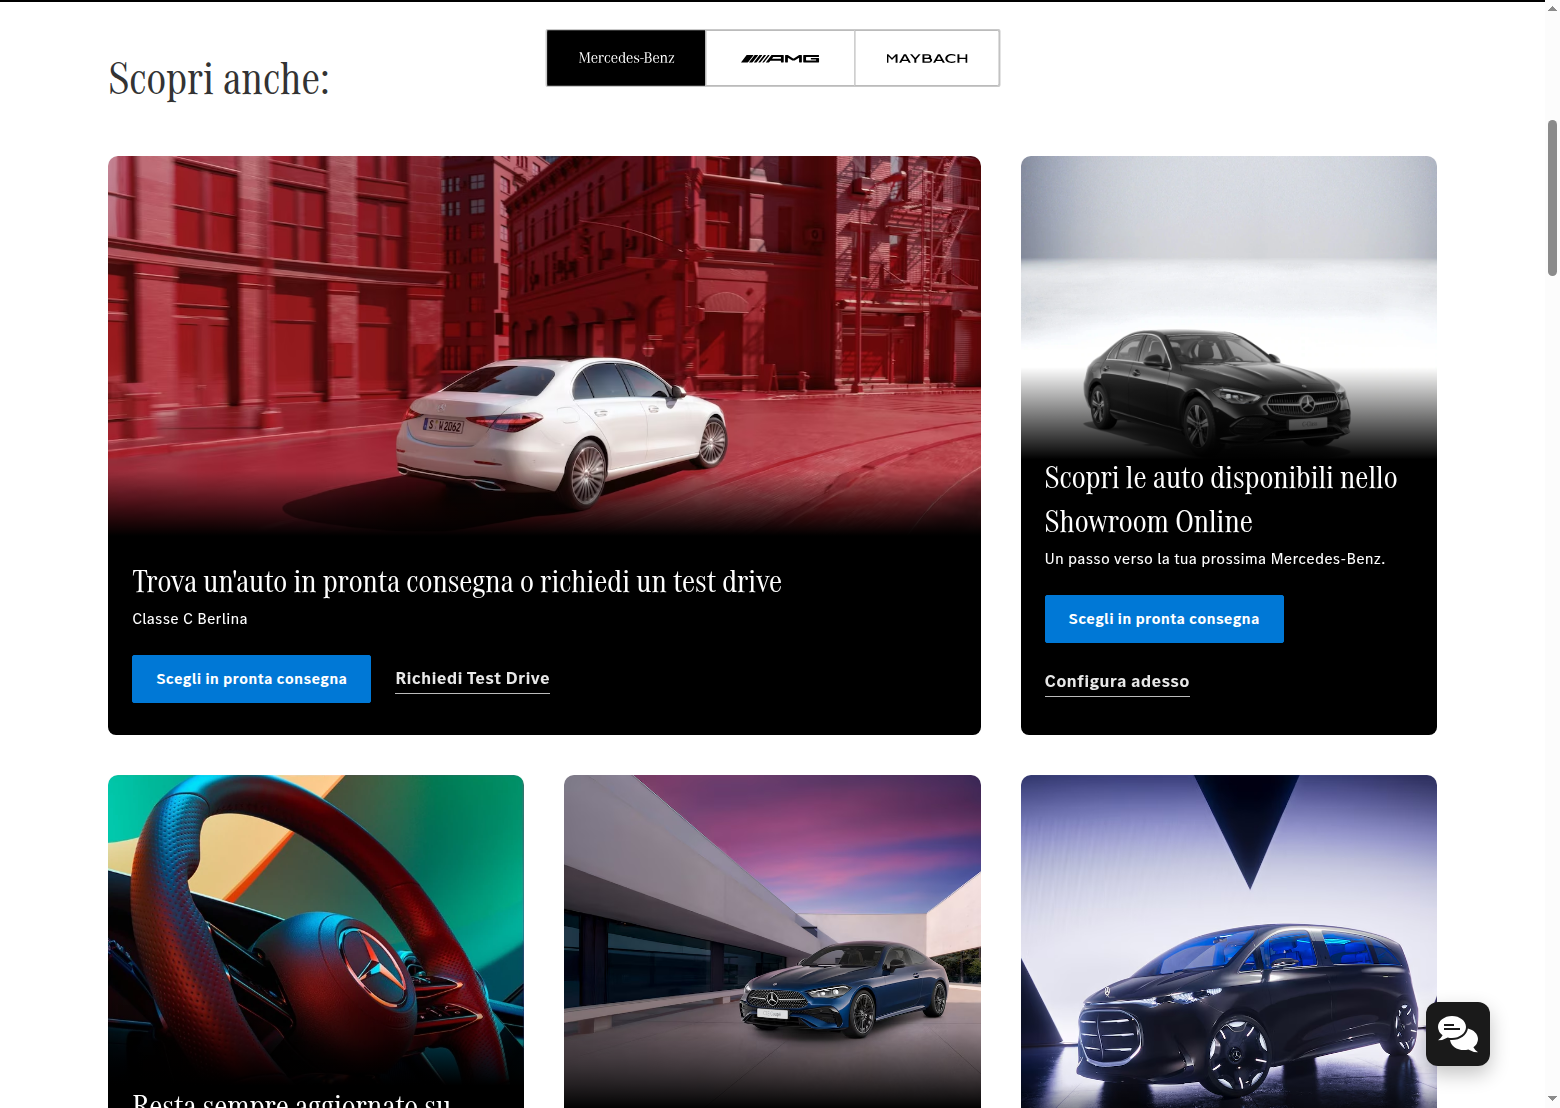 Scopri anche:
Mercedes-Benz
AMG
MAYBACH
S W 2062
Trova un'auto in pronta consegna o richiedi un test drive
Classe C Berlina
Scegli in pronta consegna
Richiedi Test Drive
Scopri le auto disponibili nello
Showroom Online
Un passo verso la tua prossima Mercedes-Benz.
Scegli in pronta consegna
Configura adesso
Resta sempre aggiornato su